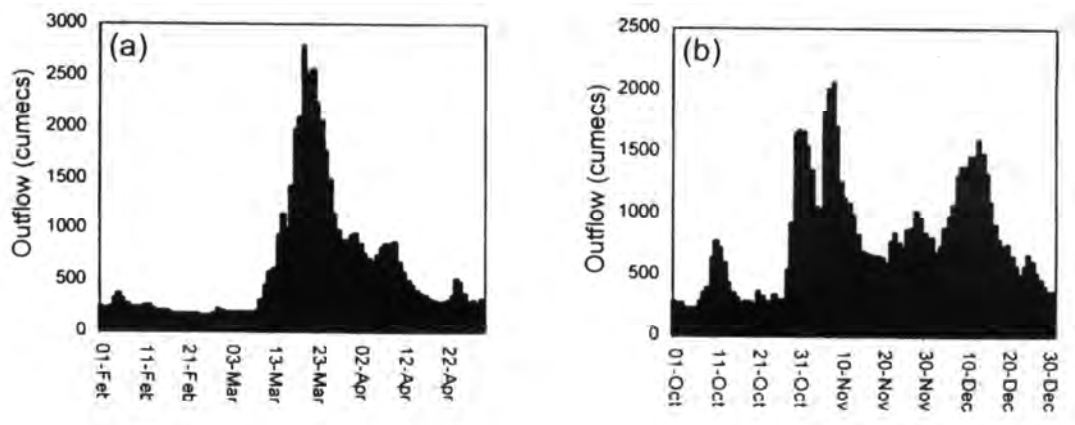 (a)
Outflow (cumecs)
3000
2500
2000
1500
1000
500
0
01-Feb
11-Feb
21-Feb
03-Mar
13-Mar
23-Mar
02-Apr
12-Apr
22-Apr
(b)
Outflow (cumecs)
2500
2000
1500
1000
500
0
01-Oct
11-Oct
21-Oct
31-Oct
10-Nov
20-Nov
30-Nov
10-Dec
20-Dec
30-Dec